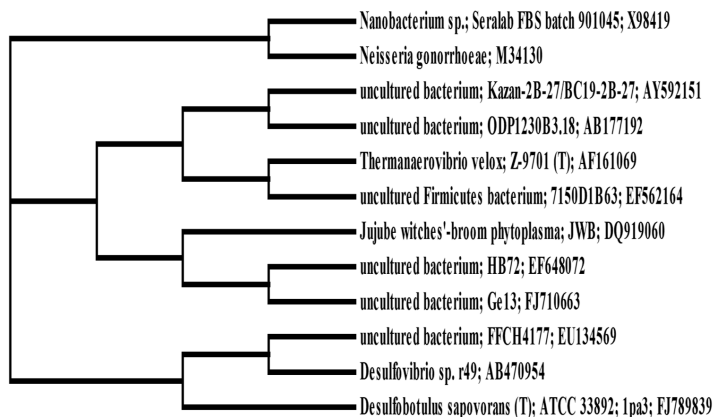 Nanobacterium sp.; Seralab FBS batch 901045; X98419
Neisseria gonorrhoeae; M34130
uncultured bacterium; Kazan-2B-27/BC19-2B-27; AY592151
uncultured bacterium; ODP1230B3.18; AB177192
Thermanaerovibrio velox; Z-9701 (T); AF161069
uncultured Firmicutes bacterium; 7150D1B63; EF562164
Jujube witches'-broom phytoplasma; JWB; DQ919060
uncultured bacterium; HB72; EF648072
uncultured bacterium; Ge13; FJ710663
uncultured bacterium; FFCH4177; EU134569
Desulfovibrio sp. r49; AB470954
Desulfobotulus sapovorans (T); ATCC 33892; 1pa3; FJ789839